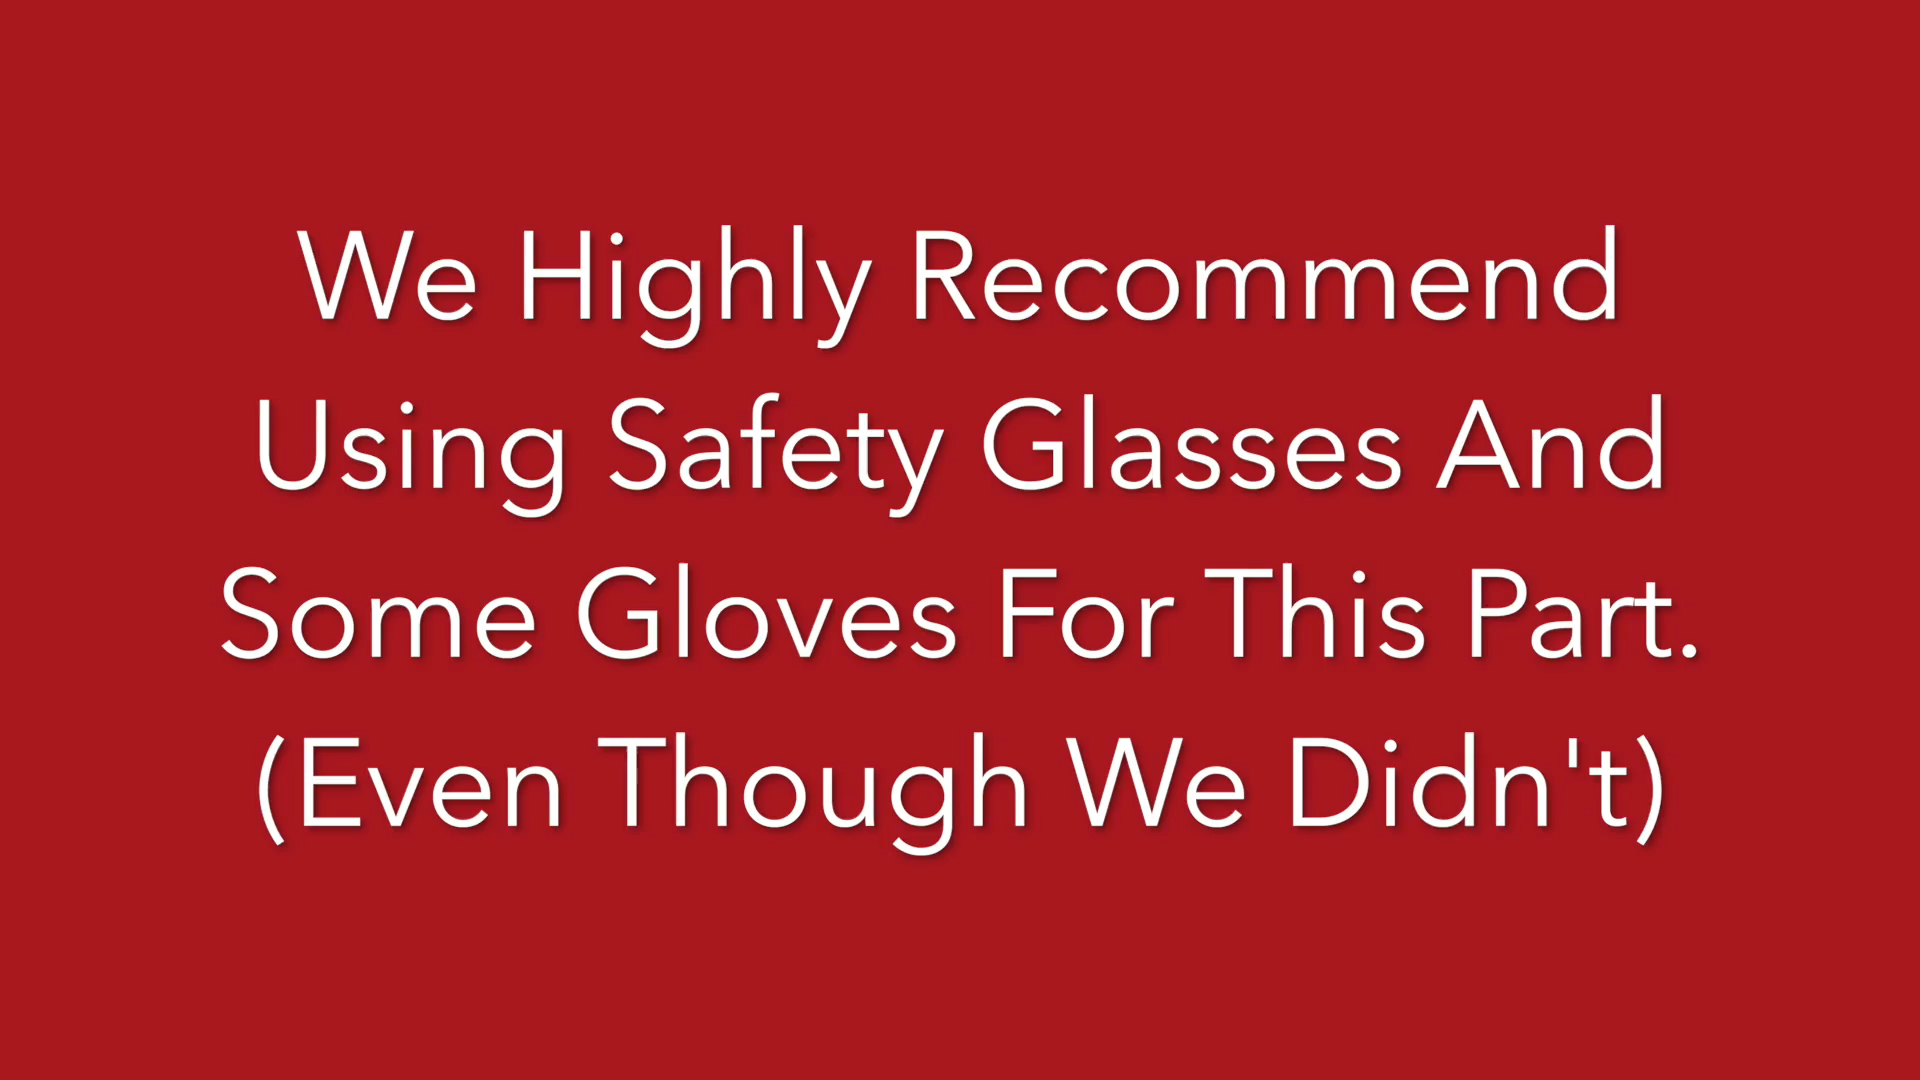 We Highly Recommend
Using Safety Glasses And
Some Gloves For This Part.
(Even Though We Didn't)